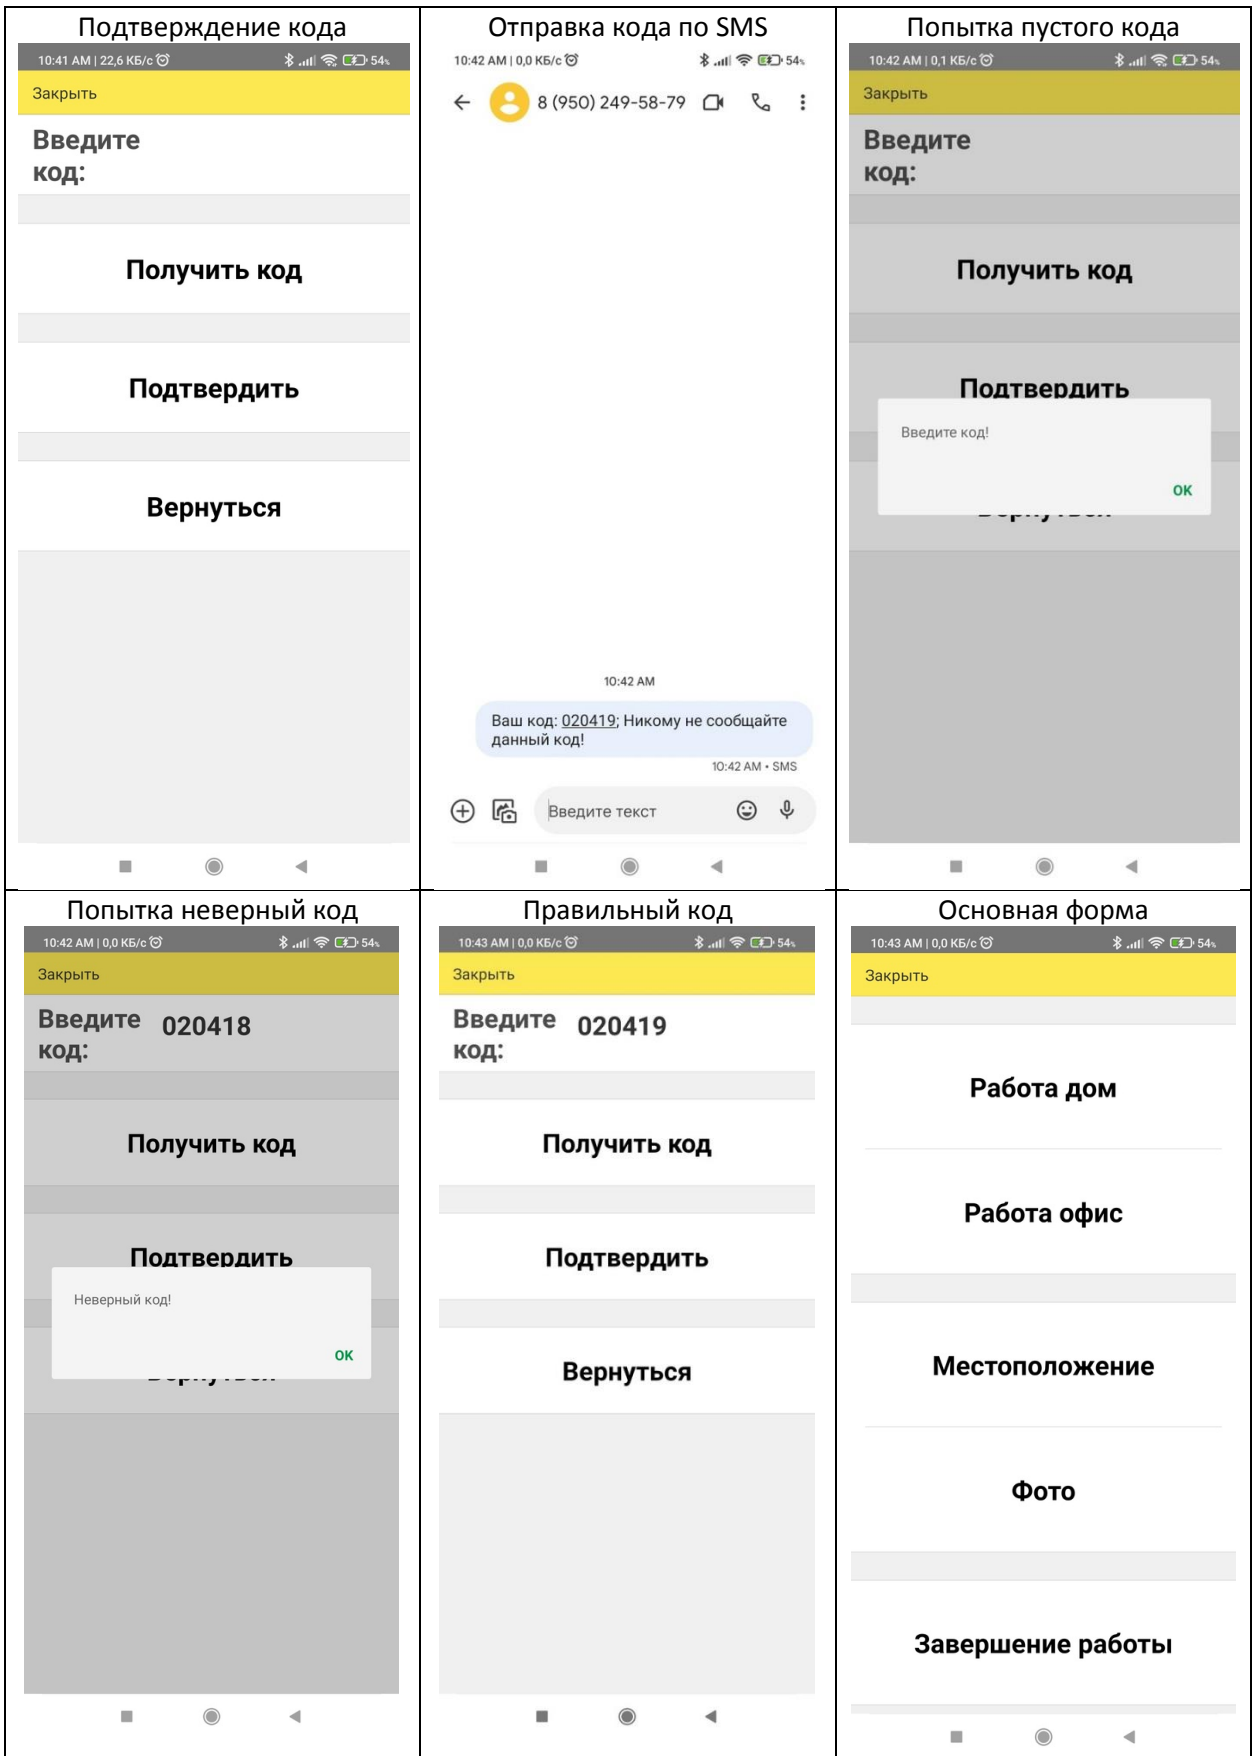 Подтверждение кода
10:41 AM | 22,6 КБ/с
54%
Закрыть
Введите
код:
Получить код
Подтвердить
Вернуться
Отправка кода по SMS
10:42 AM | 0,0 КБ/с
54%
8 (950) 249-58-79
10:42 AM
Ваш код: 020419; Никому не сообщайте
данный код!
10:42 AM • SMS
Введите текст
Попытка пустого кода
10:42 AM | 0,1 КБ/с
54%
Закрыть
Введите
код:
Получить код
Подтвердить
Введите код!
OK
Вернуться
Попытка неверный код
10:42 AM | 0,0 КБ/с
54%
Закрыть
Введите 020418
код:
Получить код
Подтвердить
Неверный код!
OK
Вернуться
Правильный код
10:43 AM | 0,0 КБ/с
54%
Закрыть
Введите 020419
код:
Получить код
Подтвердить
Вернуться
Основная форма
10:43 AM | 0,0 КБ/с
54%
Закрыть
Работа дом
Работа офис
Местоположение
Фото
Завершение работы